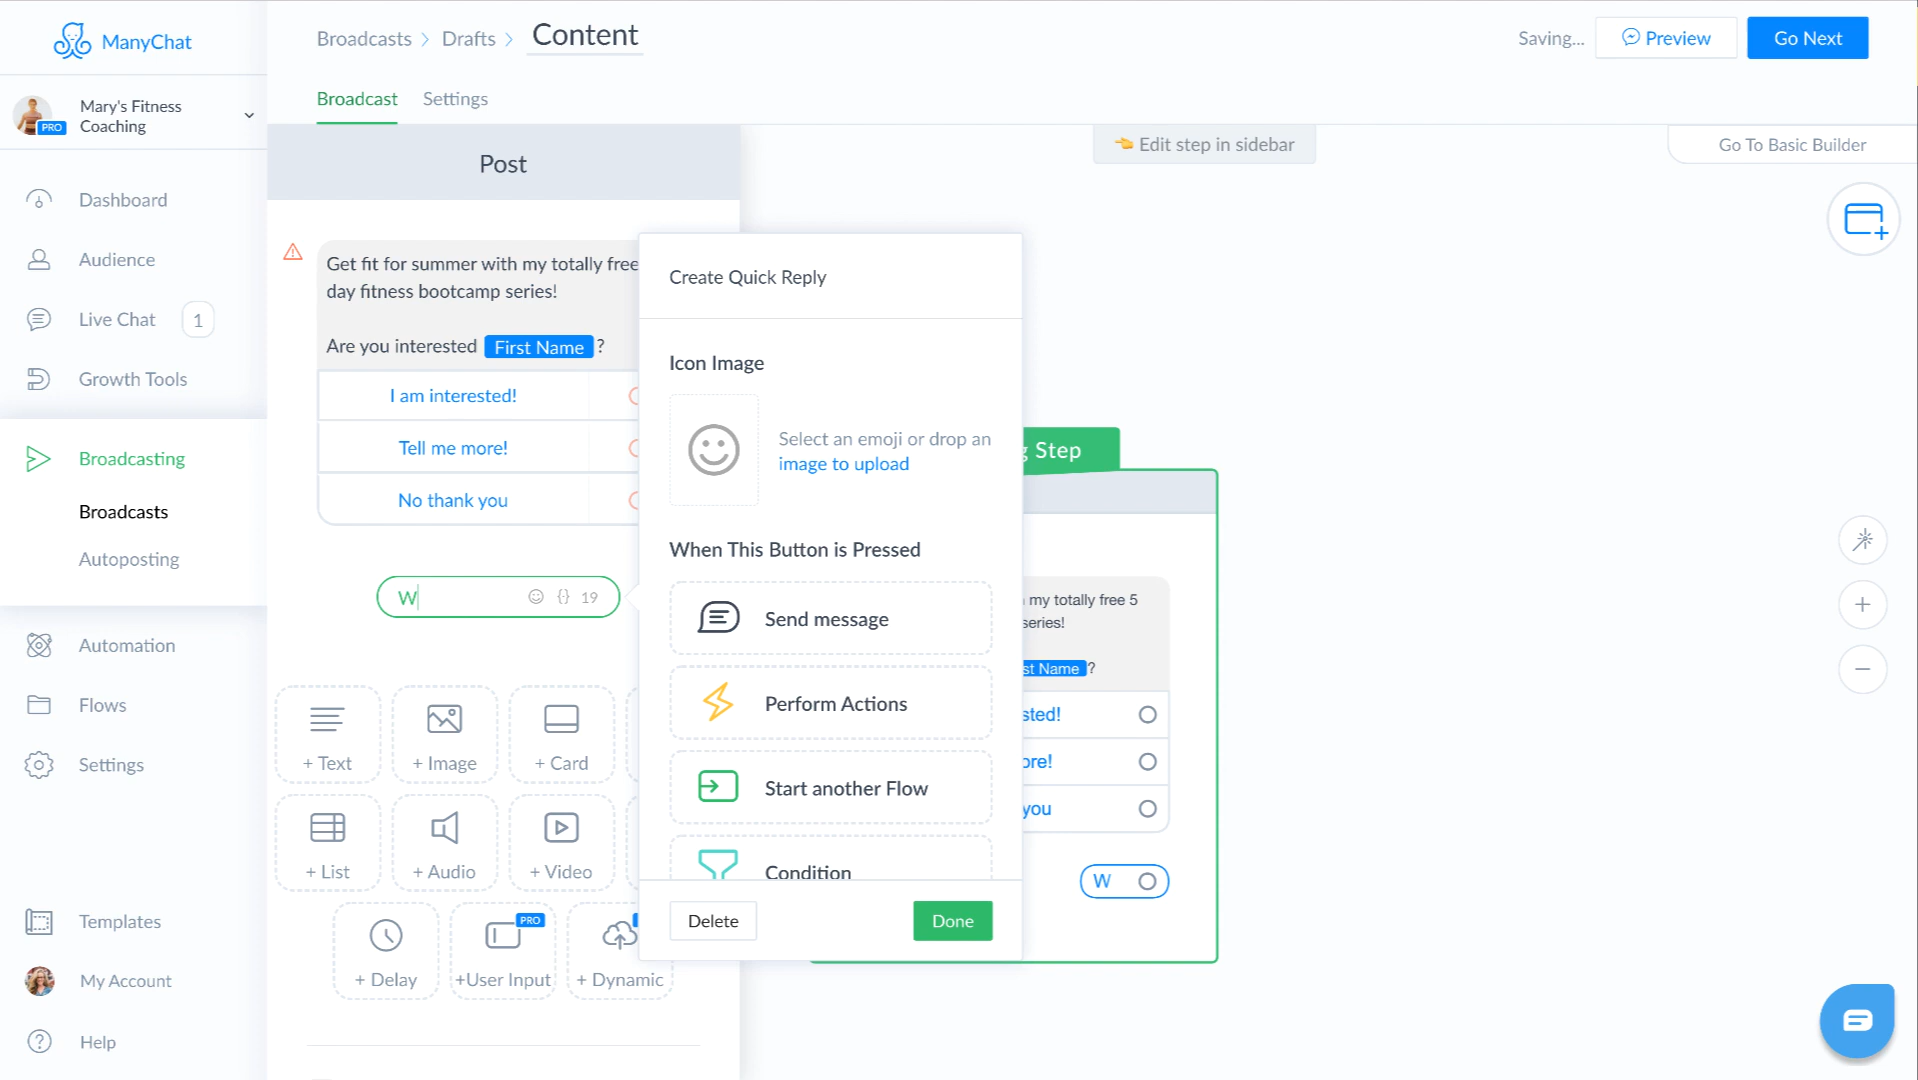 ManyChat
Broadcasts
Drafts
Content
Saving...
Preview
Go Next
Mary's Fitness
Coaching
PRO
Broadcast
Settings
Post
Edit step in sidebar
Go To Basic Builder
Dashboard
Audience
Live Chat
1
Growth Tools
Broadcasting
Broadcasts
Autoposting
Automation
Flows
Settings
Templates
My Account
Help
Get fit for summer with my totally free
day fitness bootcamp series!
Are you interested First Name ?
I am interested!
Tell me more!
No thank you
W {} 19
+ Text
+ Image
+ Card
+ List
+ Audio
+ Video
+ Delay
PRO
+User Input
+ Dynamic
Create Quick Reply
Icon Image
Select an emoji or drop an
image to upload
When This Button is Pressed
Send message
Perform Actions
Start another Flow
Condition
Delete
Done
g Step
my totally free 5
series!
st Name ?
sted!
ore!
you
W